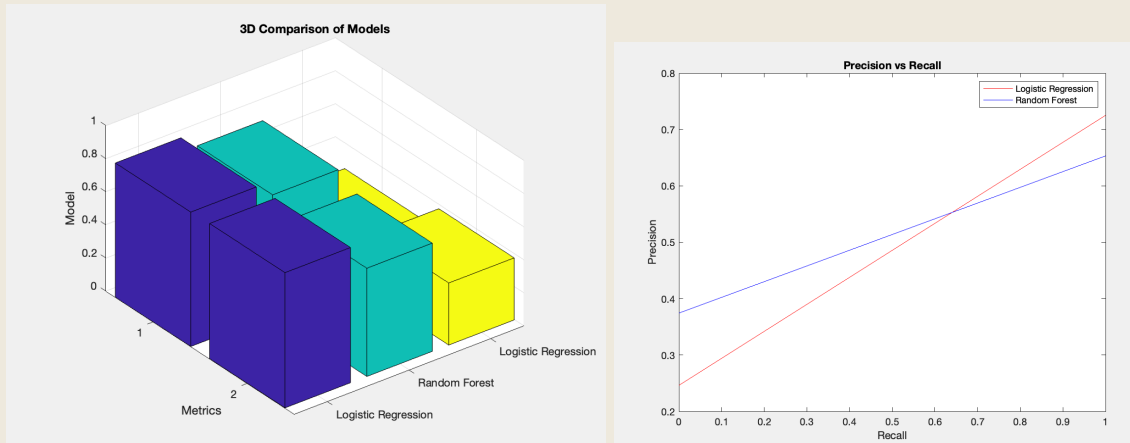 3D Comparison of Models
1
0.8
0.6
0.4
0.2
0
Model
1
2
Metrics
Logistic Regression
Random Forest
Logistic Regression
Precision vs Recall
0.8
0.7
0.6
0.5
0.4
0.3
0.2
Precision
Logistic Regression
Random Forest
0 0.1 0.2 0.3 0.4 0.5 0.6 0.7 0.8 0.9 1
Recall